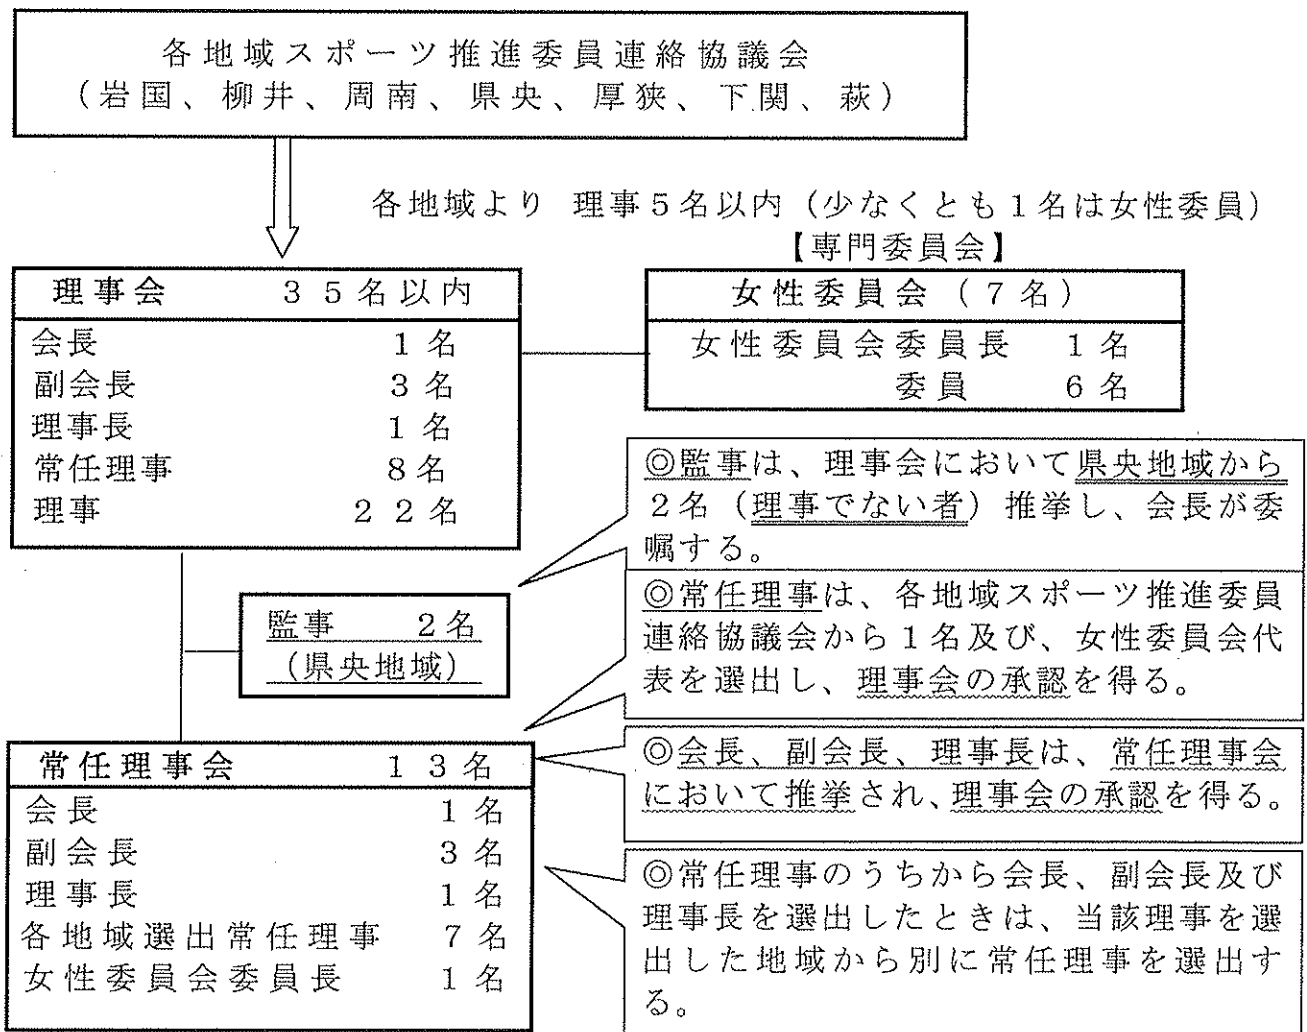 各地域スポーツ推進委員連絡協議会
（岩国、柳井、周南、県央、厚狭、下関、萩）
各地域より 理事５名以内（少なくとも１名は女性委員）
【専門委員会】
理事会 ３５名以内
会長 １名
副会長 ３名
理事長 １名
常任理事 ８名
理事 ２２名
女性委員会（７名）
女性委員会委員長 １名
委員 ６名
◎監事は、理事会において県央地域から
２名（理事でない者）推挙し、会長が委
嘱する。
監事 ２名
（県央地域）
◎常任理事は、各地域スポーツ推進委員
連絡協議会から１名及び、女性委員会代
表を選出し、理事会の承認を得る。
常任理事会 １３名
会長 １名
副会長 ３名
理事長 １名
各地域選出常任理事 ７名
女性委員会委員長 １名
◎会長、副会長、理事長は、常任理事会
において推挙され、理事会の承認を得る。
◎常任理事のうちから会長、副会長及び
理事長を選出したときは、当該理事を選
出した地域から別に常任理事を選出す
る。